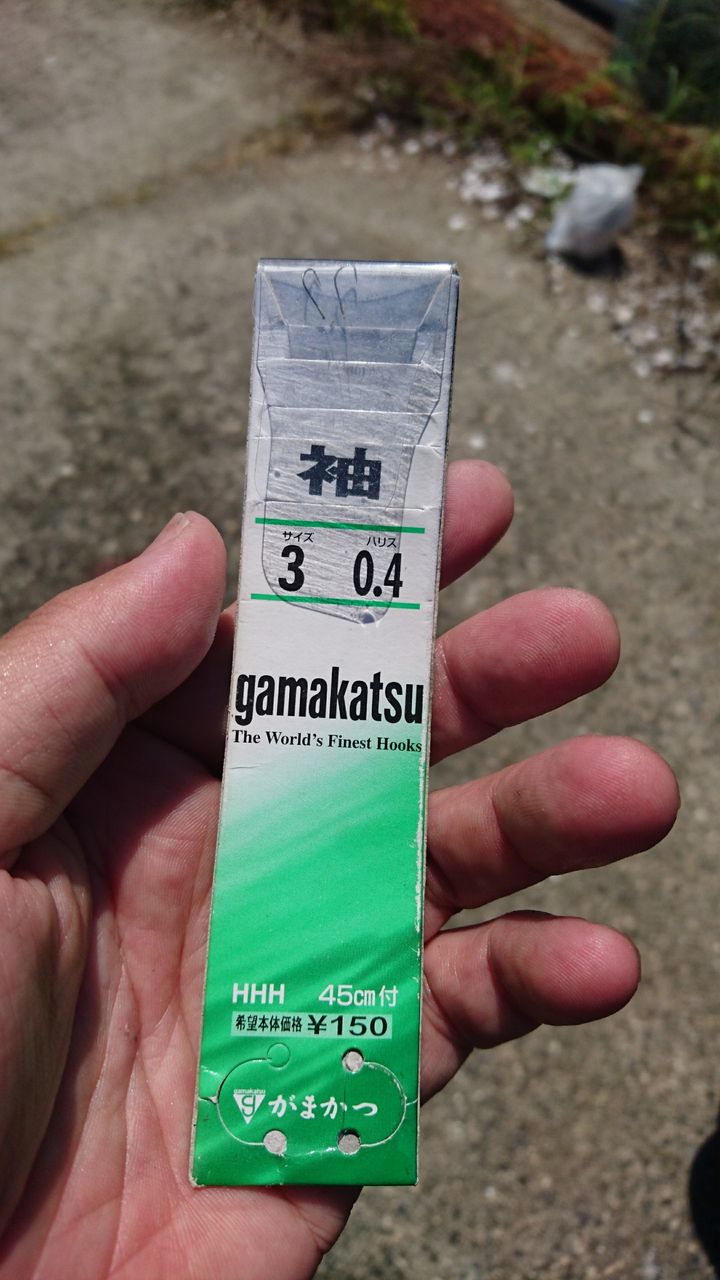 袖
サイズ ハリス
3 0.4
gamakatsu
The World's Finest Hooks
HHH 45cm付
希望本体価格 ¥150
gamakatsu
がまかつ